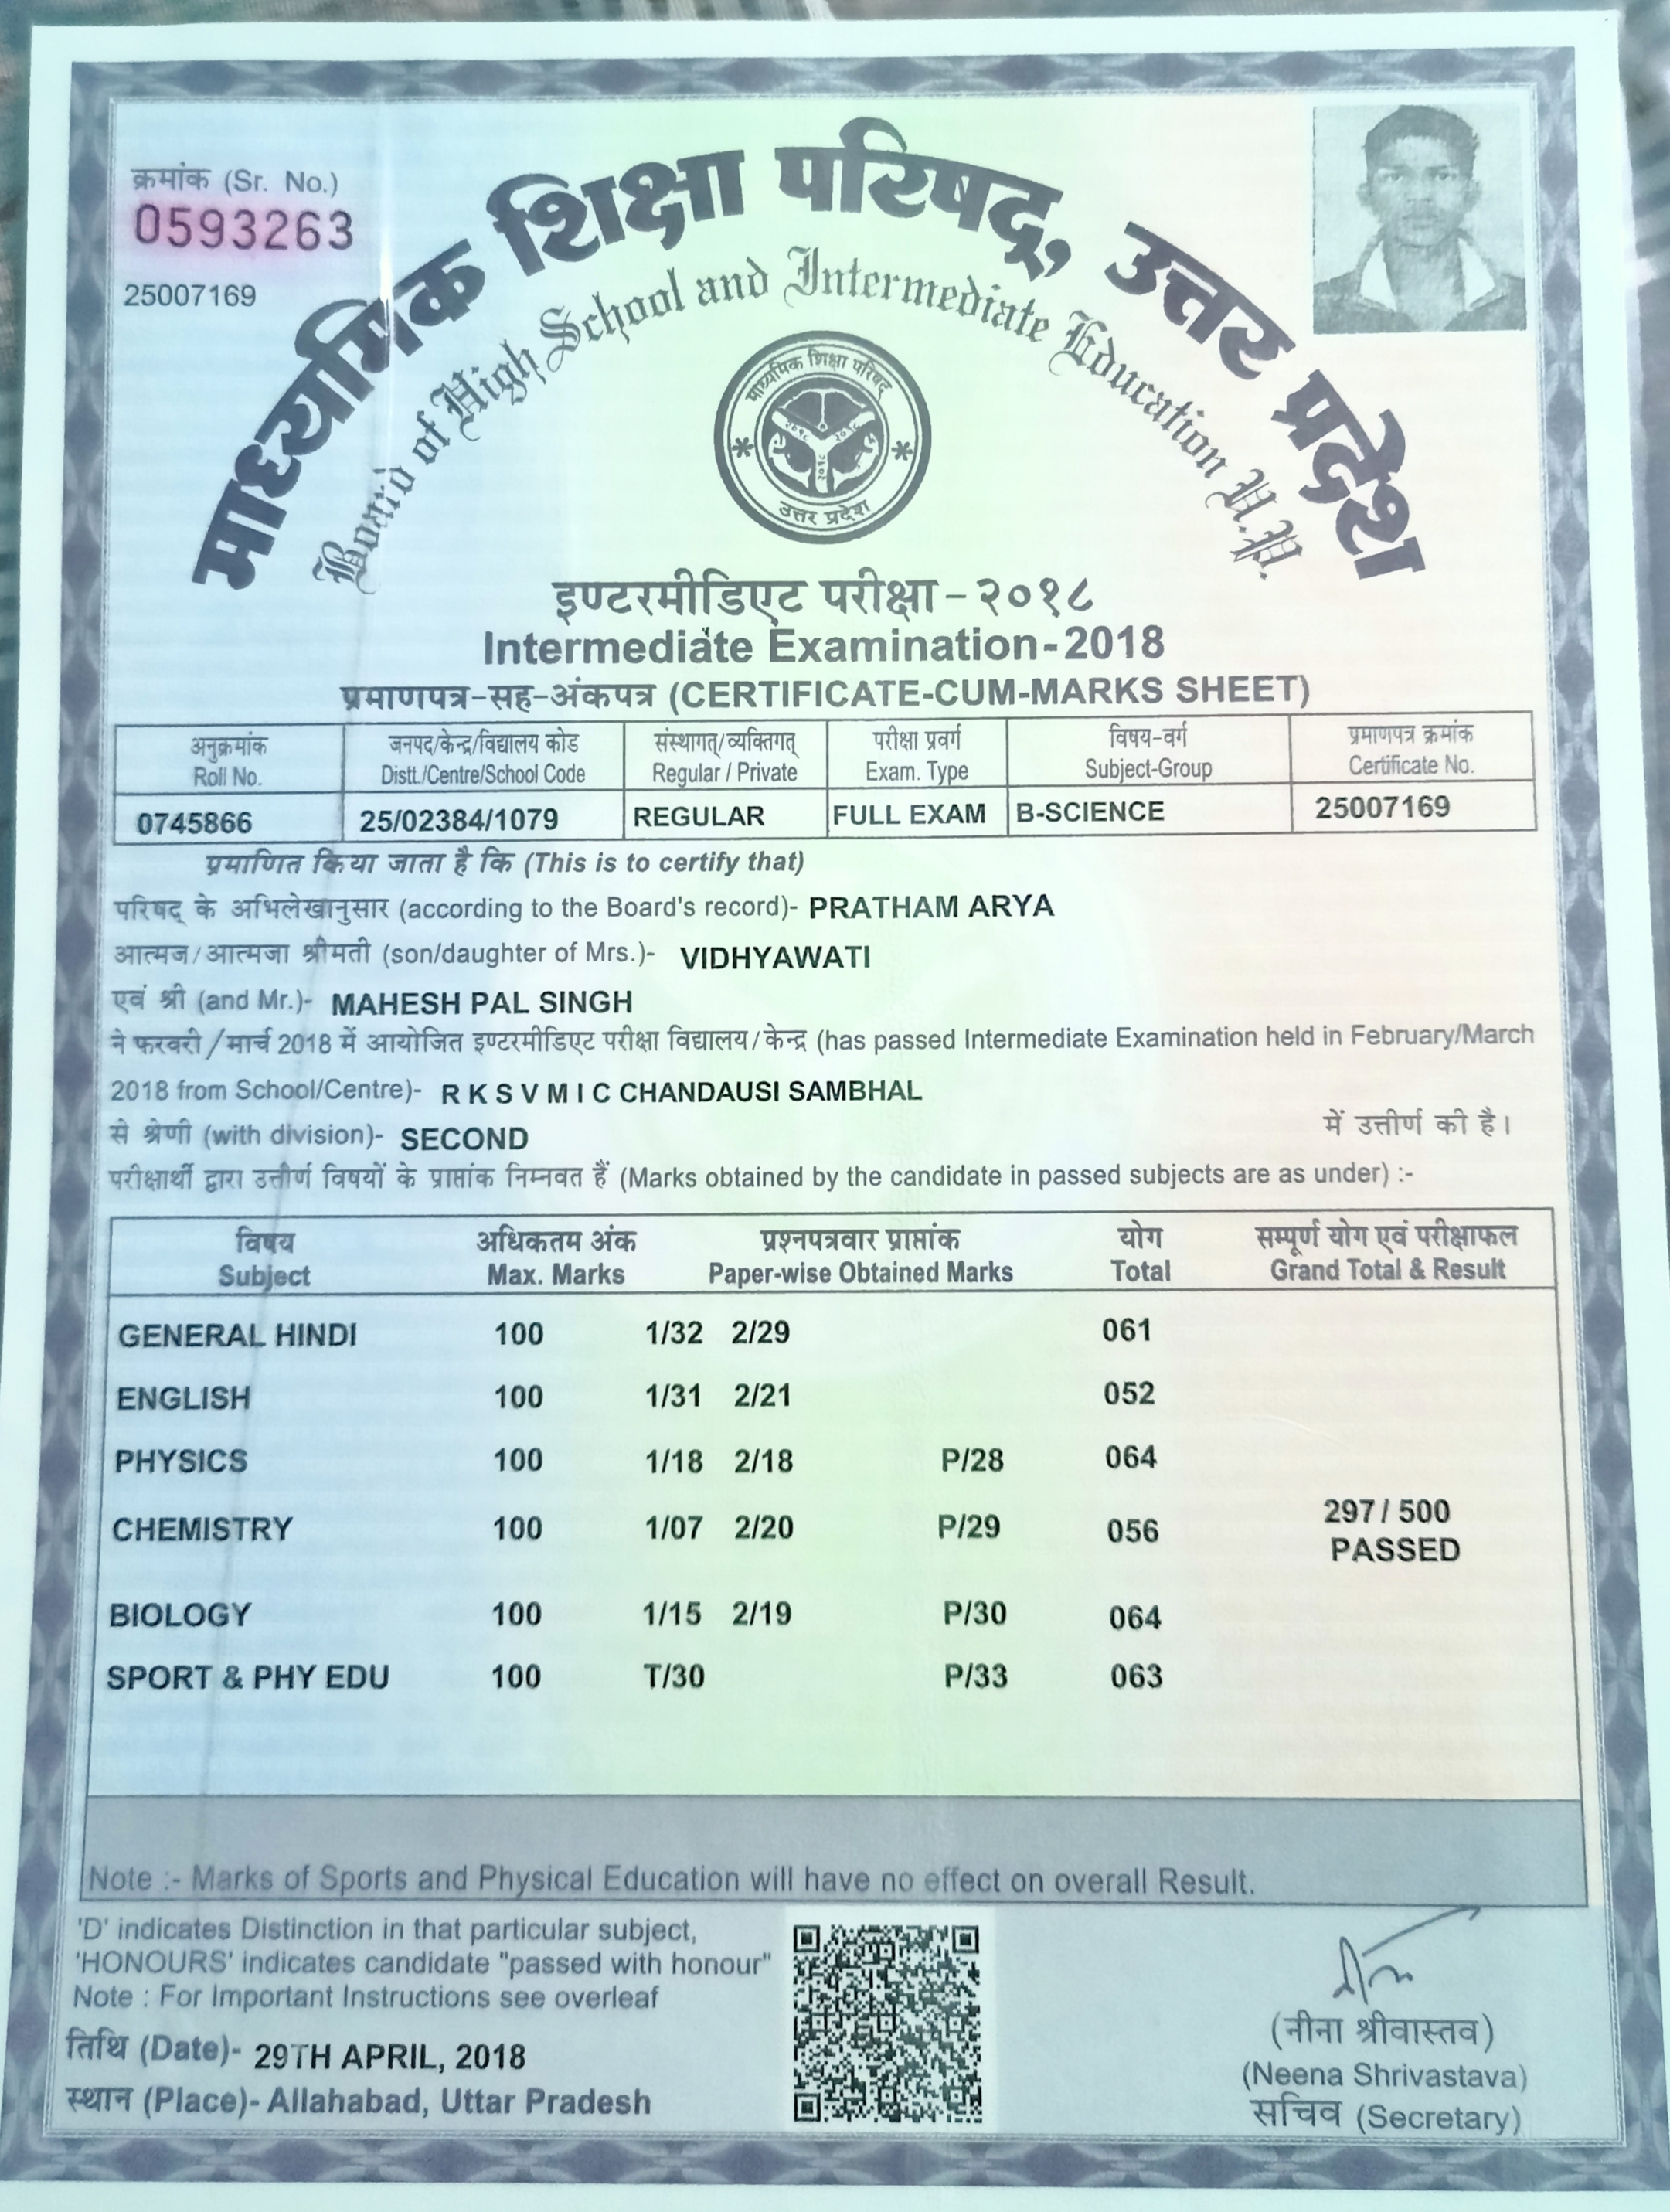 क्रमांक (Sr. No.)
0593263
25007169
माध्यमिक शिक्षा परिषद्, उत्तर प्रदेश
Board of High School and Intermediate Education U.P.
माध्यमिक शिक्षा परिषद्
२०१८ २०१८
२०१८
उत्तर प्रदेश
इण्टरमीडिएट परीक्षा-२०१८
Intermediate Examination-2018
प्रमाणपत्र-सह-अंकपत्र (CERTIFICATE-CUM-MARKS SHEET)
अनुक्रमांक जनपद/केन्द्र/विद्यालय कोड संस्थागत्/व्यक्तिगत् परीक्षा प्रवर्ग विषय-वर्ग प्रमाणपत्र क्रमांक
Roll No. Distt./Centre/School Code Regular / Private Exam. Type Subject-Group Certificate No.
0745866 25/02384/1079 REGULAR FULL EXAM B-SCIENCE 25007169
प्रमाणित किया जाता है कि (This is to certify that)
परिषद् के अभिलेखानुसार (according to the Board's record)- PRATHAM ARYA
आत्मज/आत्मजा श्रीमती (son/daughter of Mrs.)- VIDHYAWATI
एवं श्री (and Mr.)- MAHESH PAL SINGH
ने फरवरी/मार्च 2018 में आयोजित इण्टरमीडिएट परीक्षा विद्यालय/केन्द्र (has passed Intermediate Examination held in February/March
2018 from School/Centre)- R K S V M I C CHANDAUSI SAMBHAL
से श्रेणी (with division)- SECOND में उत्तीर्ण की है।
परीक्षार्थी द्वारा उत्तीर्ण विषयों के प्राप्तांक निम्नवत हैं (Marks obtained by the candidate in passed subjects are as under) :-
विषय अधिकतम अंक प्रश्नपत्रवार प्राप्तांक योग सम्पूर्ण योग एवं परीक्षाफल
Subject Max. Marks Paper-wise Obtained Marks Total Grand Total & Result
GENERAL HINDI 100 1/32 2/29 061
ENGLISH 100 1/31 2/21 052
PHYSICS 100 1/18 2/18 P/28 064
CHEMISTRY 100 1/07 2/20 P/29 056 297/ 500
PASSED
BIOLOGY 100 1/15 2/19 P/30 064
SPORT & PHY EDU 100 T/30 P/33 063
Note :- Marks of Sports and Physical Education will have no effect on overall Result.
'D' indicates Distinction in that particular subject,
'HONOURS' indicates candidate "passed with honour"
Note : For Important Instructions see overleaf
तिथि (Date)- 29TH APRIL, 2018
स्थान (Place)- Allahabad, Uttar Pradesh
(नीना श्रीवास्तव)
(Neena Shrivastava)
सचिव (Secretary)